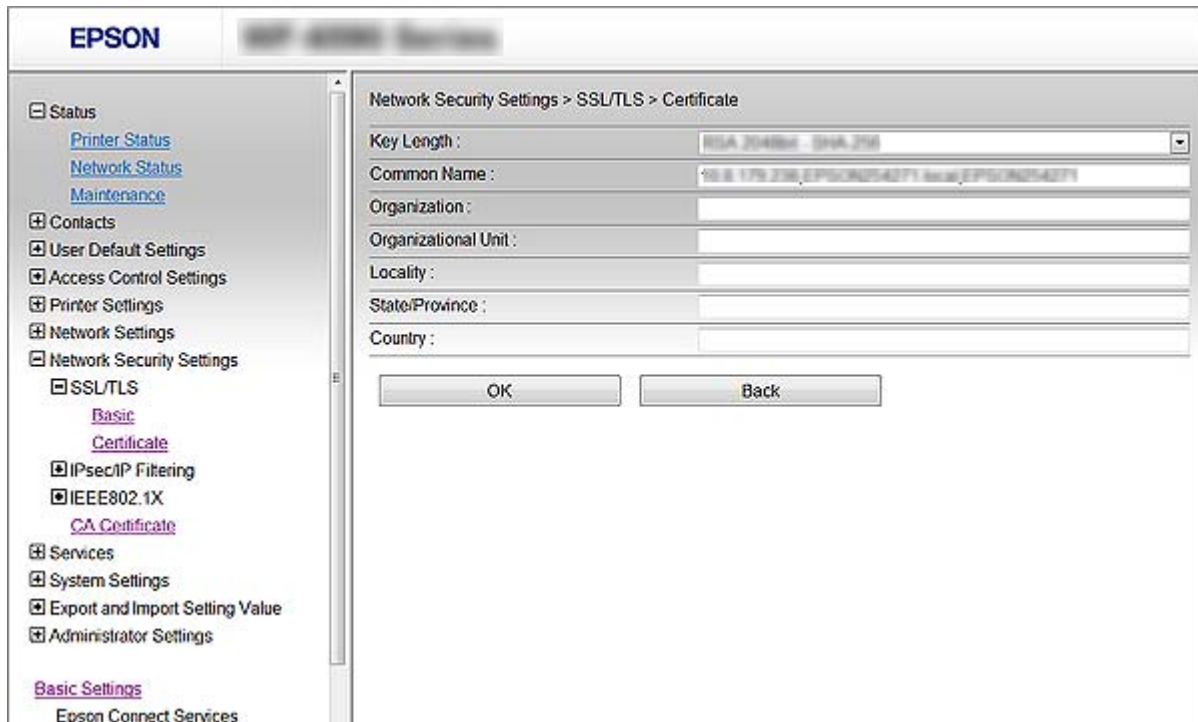 EPSON
Status
Printer Status
Network Status
Maintenance
Contacts
User Default Settings
Access Control Settings
Printer Settings
Network Settings
Network Security Settings
SSL/TLS
Basic
Certificate
IPsec/IP Filtering
IEEE802.1X
CA Certificate
Services
System Settings
Export and Import Setting Value
Administrator Settings
Basic Settings
Epson Connect Services
Network Security Settings > SSL/TLS > Certificate
Key Length :
Common Name :
Organization :
Organizational Unit :
Locality :
State/Province :
Country :
OK
Back